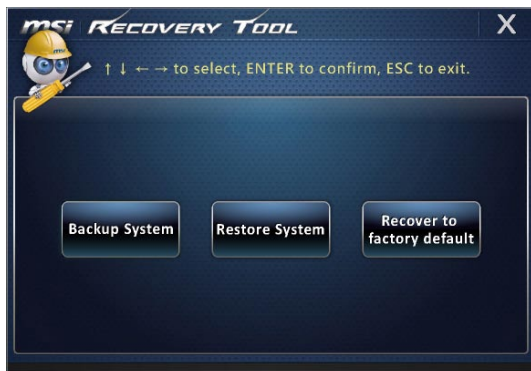 msi RECOVERY TOOL X
↑ ↓ ← → to select, ENTER to confirm, ESC to exit.
Backup System
Restore System
Recover to
factory default